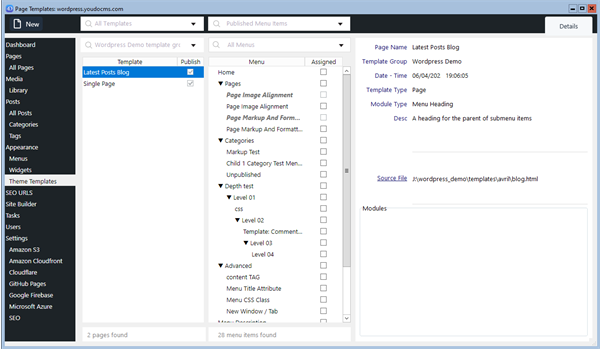 Page Templates: wordpress.youdocms.com
New
Details
Dashboard
Pages
All Pages
Media
Library
Posts
All Posts
Categories
Tags
Appearance
Menus
Widgets
Theme Templates
SEO URLS
Site Builder
Tasks
Users
Settings
Amazon S3
Amazon Cloudfront
Cloudflare
GitHub Pages
Google Firebase
Microsoft Azure
SEO
All Templates
Wordpress Demo template gro
Template Publish
Latest Posts Blog
Single Page
2 pages found
Published Menu Items
All Menus
Menu Assigned
Home
Pages
Page Image Alignment
Page Image Alignment
Page Markup And Form...
Page Markup And Formatt...
Categories
Markup Test
Child 1 Category Test Men...
Unpublished
Depth test
Level 01
css
Level 02
Template: Comment...
Level 03
Level 04
Advanced
content TAG
Menu Title Attribute
Menu CSS Class
New Window / Tab
Menu Description
28 menu items found
Page Name Latest Posts Blog
Template Group Wordpress Demo
Date - Time 06/04/202 19:06:05
Template Type Page
Module Type Menu Heading
Desc A heading for the parent of submenu items
Source File z:\wordpress_demo\templates\avril\blog.html
Modules